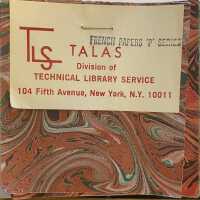 TLS
FRENCH PAPERS "P" SERIES
TALAS
Division of
TECHNICAL LIBRARY SERVICE
104 Fifth Avenue, New York, N.Y. 10011